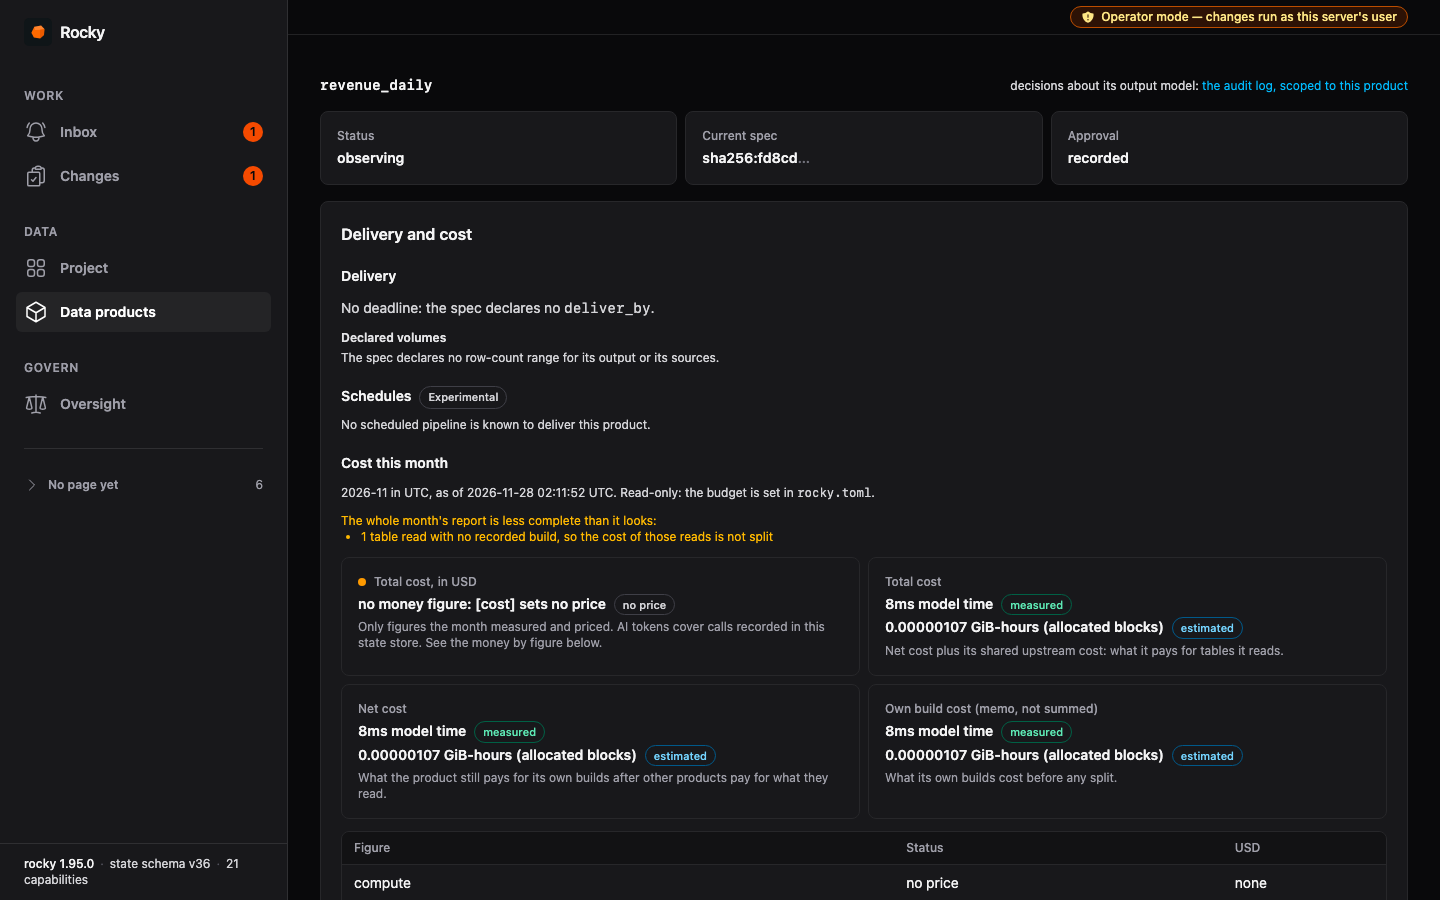 Rocky
Operator mode — changes run as this server's user
WORK
Inbox
1
Changes
1
DATA
Project
Data products
GOVERN
Oversight
No page yet
6
rocky 1.95.0 · state schema v36 · 21
capabilities
revenue_daily
decisions about its output model: the audit log, scoped to this product
Status
observing
Current spec
sha256:fd8cd...
Approval
recorded
Delivery and cost
Delivery
No deadline: the spec declares no deliver_by.
Declared volumes
The spec declares no row-count range for its output or its sources.
Schedules Experimental
No scheduled pipeline is known to deliver this product.
Cost this month
2026-11 in UTC, as of 2026-11-28 02:11:52 UTC. Read-only: the budget is set in rocky.toml.
The whole month's report is less complete than it looks:
• 1 table read with no recorded build, so the cost of those reads is not split
Total cost, in USD
no money figure: [cost] sets no price no price
Only figures the month measured and priced. AI tokens cover calls recorded in this
state store. See the money by figure below.
Total cost
8ms model time measured
0.00000107 GiB-hours (allocated blocks) estimated
Net cost plus its shared upstream cost: what it pays for tables it reads.
Net cost
8ms model time measured
0.00000107 GiB-hours (allocated blocks) estimated
What the product still pays for its own builds after other products pay for what they
read.
Own build cost (memo, not summed)
8ms model time measured
0.00000107 GiB-hours (allocated blocks) estimated
What its own builds cost before any split.
Figure Status USD
compute no price none